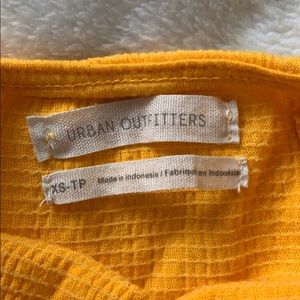 URBAN OUTFITTERS
XS-TP Made in Indonesia / Fabriqué en Indonésie